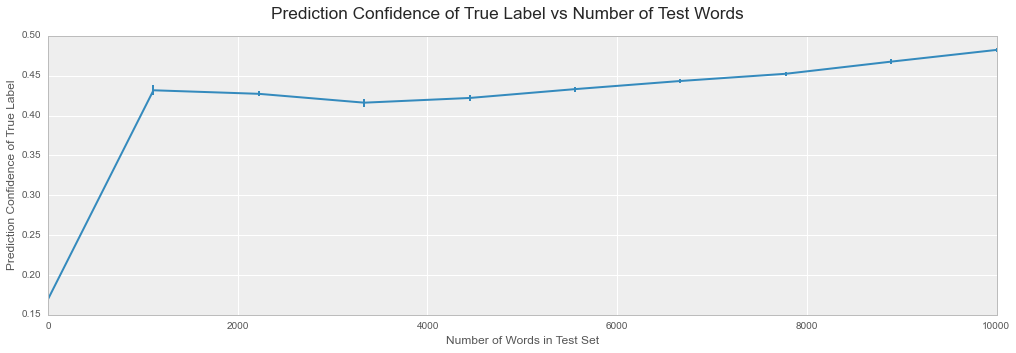 Prediction Confidence of True Label vs Number of Test Words
Prediction Confidence of True Label
0.50
0.45
0.40
0.35
0.30
0.25
0.20
0.15
0 2000 4000 6000 8000 10000
Number of Words in Test Set